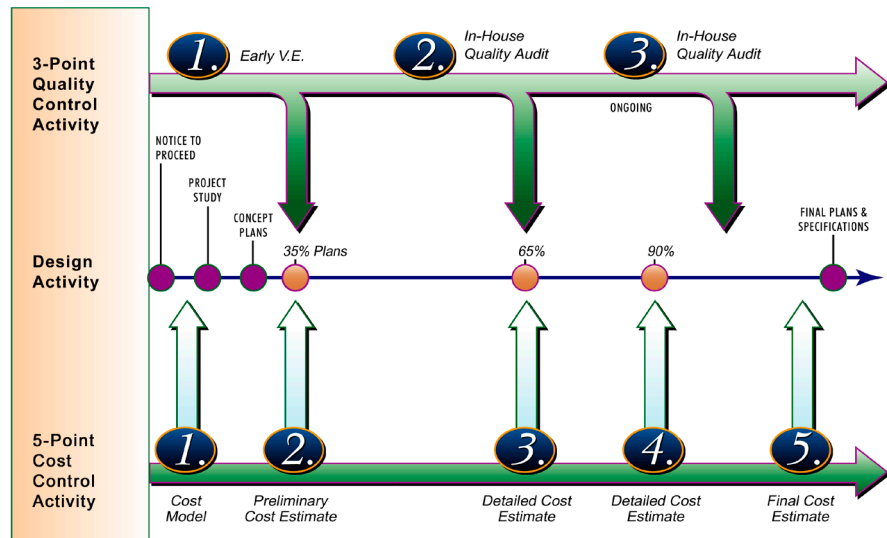 3-Point
Quality
Control
Activity
1.
Early V.E.
2.
In-House
Quality Audit
3.
In-House
Quality Audit
ONGOING
NOTICE TO
PROCEED
PROJECT
STUDY
CONCEPT
PLANS
35% Plans
65%
90%
FINAL PLANS &
SPECIFICATIONS
Design
Activity
5-Point
Cost
Control
Activity
1.
Cost
Model
2.
Preliminary
Cost Estimate
3.
Detailed Cost
Estimate
4.
Detailed Cost
Estimate
5.
Final Cost
Estimate